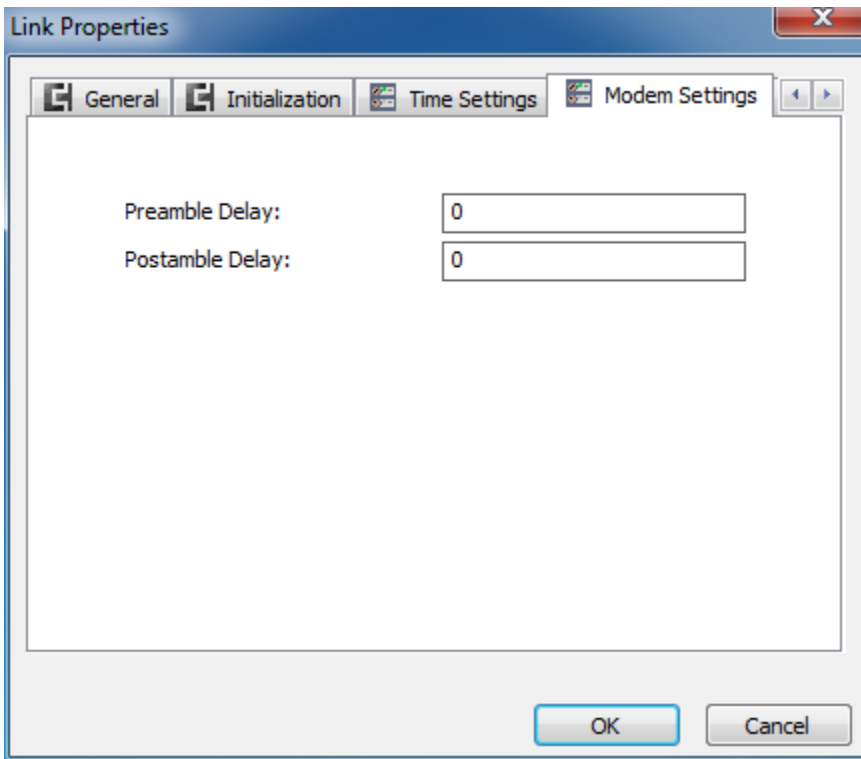 Link Properties
General Initialization Time Settings Modem Settings
Preamble Delay: 0
Postamble Delay: 0
OK Cancel